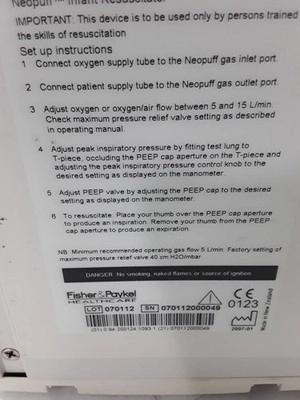 Neopuff™ Infant Resuscitator
IMPORTANT: This device is to be used only by persons trained
the skills of resuscitation
Set up instructions
1 Connect oxygen supply tube to the Neopuff gas inlet port.
2 Connect patient supply tube to the Neopuff gas outlet port.
3 Adjust oxygen or oxygen/air flow between 5 and 15 L/min.
Check maximum pressure relief valve setting as described
in operating manual.
4 Adjust peak inspiratory pressure by fitting test lung to
T-piece, occluding the PEEP cap aperture on the T-piece and
adjusting the peak inspiratory pressure control knob to the
desired setting as displayed on the manometer.
5 Adjust PEEP valve by adjusting the PEEP cap to the desired
setting as displayed on the manometer.
6 To resuscitate: Place your thumb over the PEEP cap aperture
to produce an inspiration. Remove your thumb from the PEEP
cap aperture to produce an expiration.
NB: Minimum recommended operating gas flow 5 L/min. Factory setting of
maximum pressure relief valve 40 cm H2O/mbar
DANGER: No smoking, naked flames or source of ignition.
Fisher & Paykel
HEALTHCARE
LOT 070112 SN 070112000049
0123
2007-01
Made in New Zealand